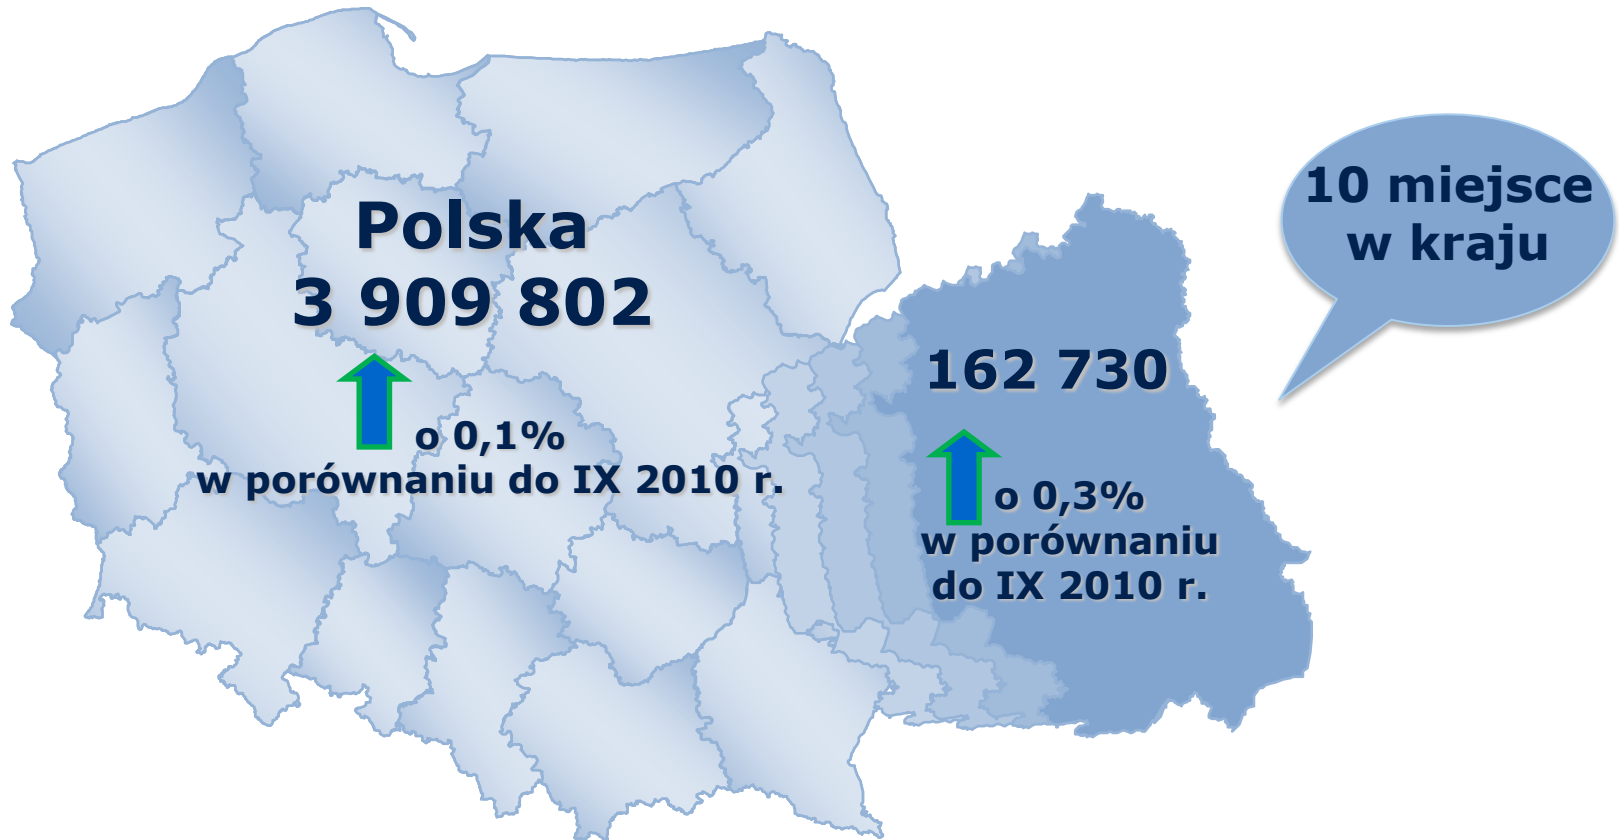 Polska
3 909 802
o 0,1%
w porównaniu do IX 2010 r.
162 730
o 0,3%
w porównaniu
do IX 2010 r.
10 miejsce
w kraju